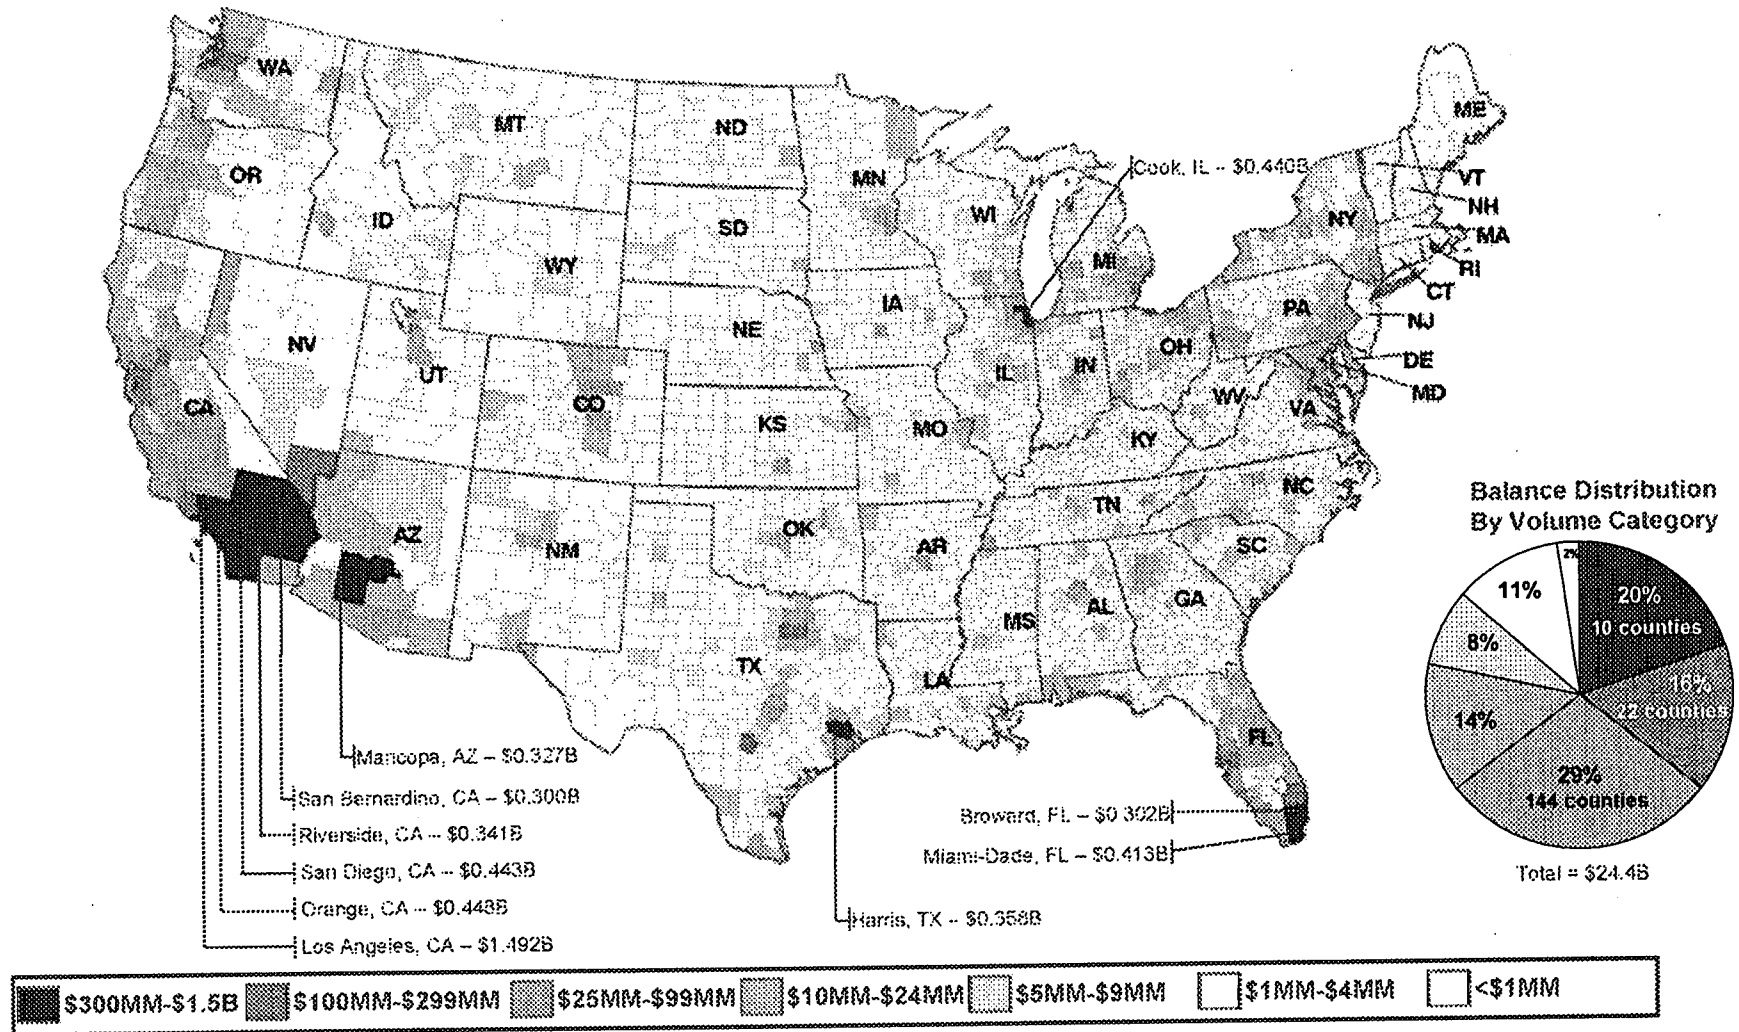 WA
MT
ND
MN
ME
OR
ID
SD
WI
Cook, IL – $0.440B
VT
NH
NY
MA
WY
MI
RI
CT
IA
PA
NJ
NV
NE
OH
DE
UT
IL
IN
MD
CA
CO
WV
VA
KS
MO
KY
NC
TN
AZ
NM
OK
AR
SC
MS
AL
GA
TX
LA
FL
Balance Distribution
By Volume Category
2%
11%
20%
10 counties
8%
16%
22 counties
14%
29%
144 counties
Total = $24.4B
Maricopa, AZ – $0.327B
San Bernardino, CA – $0.300B
Riverside, CA -- $0.341B
San Diego, CA -- $0.443B
Orange, CA -- $0.448B
Los Angeles, CA – $1.492B
Broward, FL – $0.302B
Miami-Dade, FL – $0.413B
Harris, TX -- $0.358B
$300MM-$1.5B
$100MM-$299MM
$25MM-$99MM
$10MM-$24MM
$5MM-$9MM
$1MM-$4MM
<$1MM